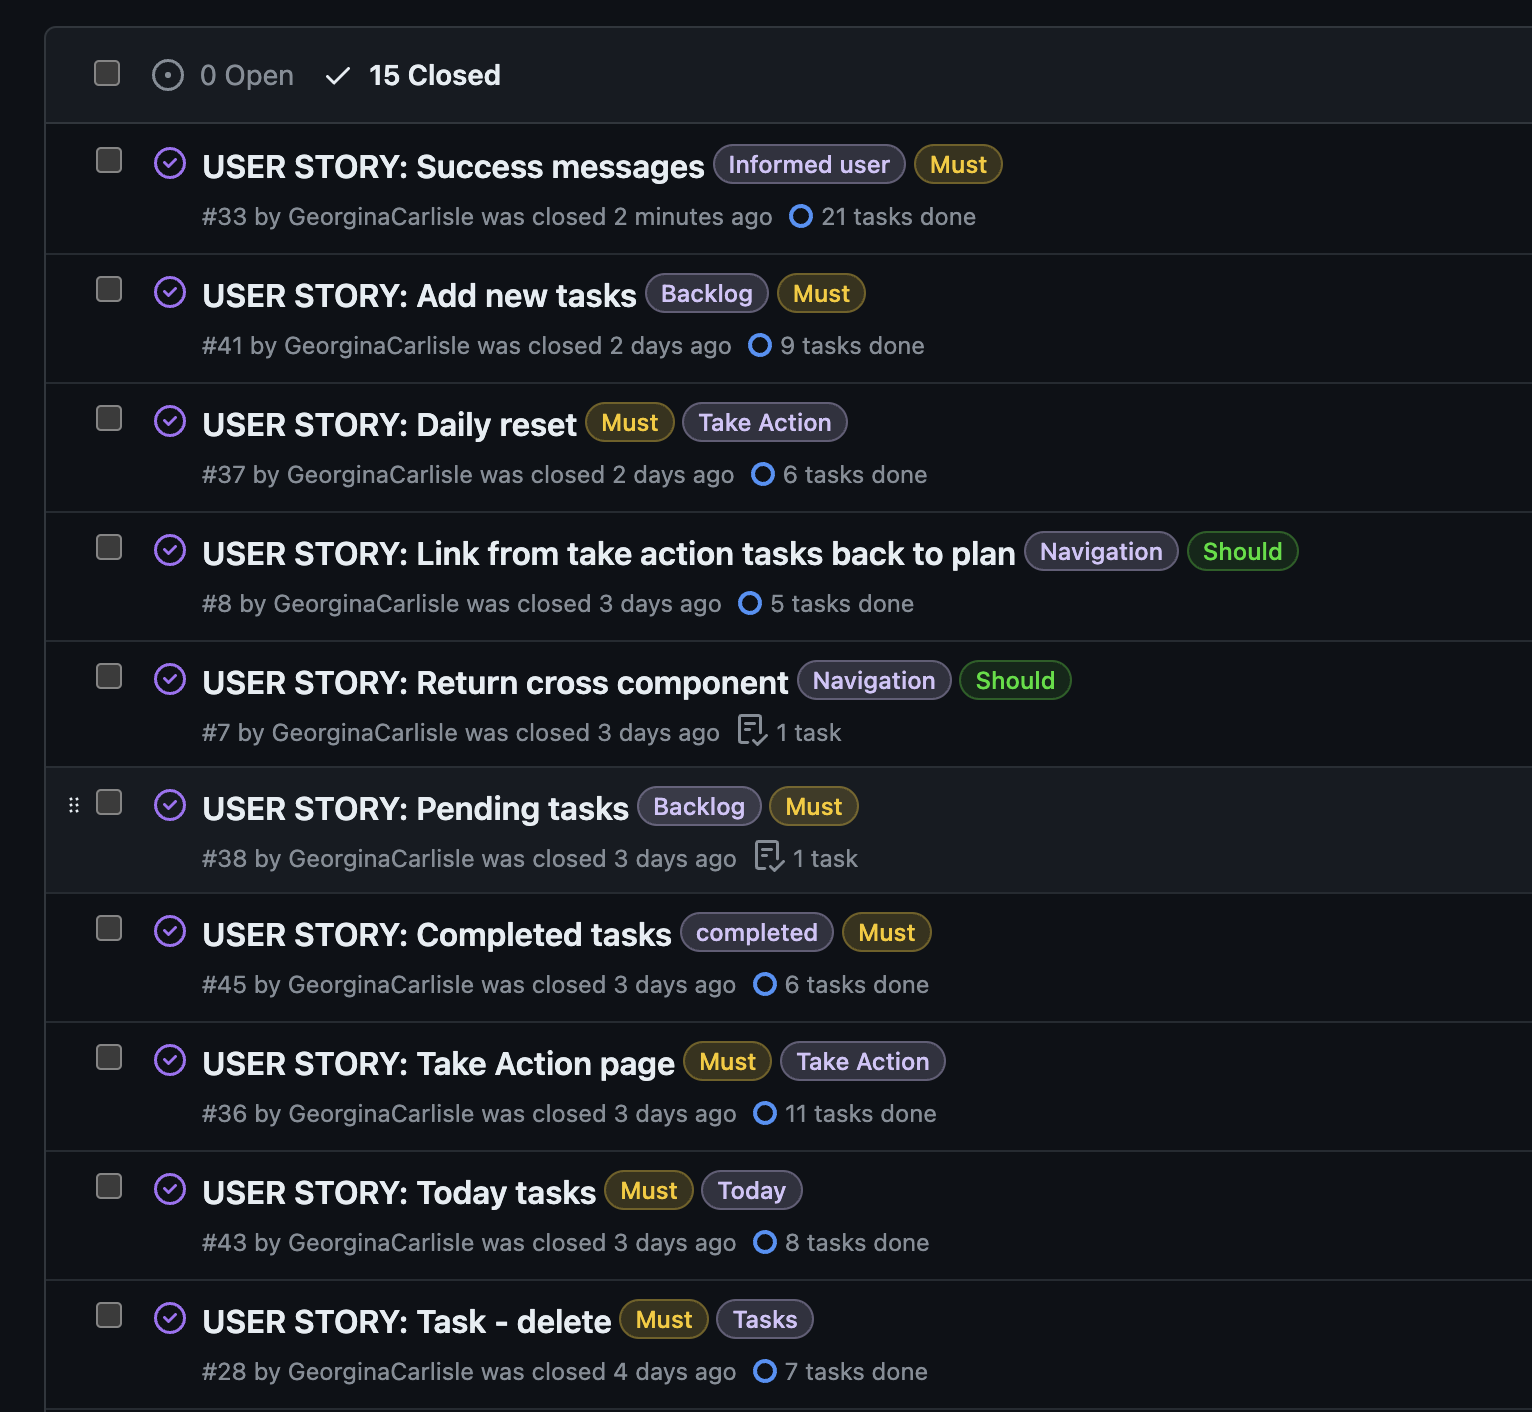 0 Open 15 Closed
USER STORY: Success messages Informed user Must
#33 by GeorginaCarlisle was closed 2 minutes ago 21 tasks done
USER STORY: Add new tasks Backlog Must
#41 by GeorginaCarlisle was closed 2 days ago 9 tasks done
USER STORY: Daily reset Must Take Action
#37 by GeorginaCarlisle was closed 2 days ago 6 tasks done
USER STORY: Link from take action tasks back to plan Navigation Should
#8 by GeorginaCarlisle was closed 3 days ago 5 tasks done
USER STORY: Return cross component Navigation Should
#7 by GeorginaCarlisle was closed 3 days ago 1 task
USER STORY: Pending tasks Backlog Must
#38 by GeorginaCarlisle was closed 3 days ago 1 task
USER STORY: Completed tasks completed Must
#45 by GeorginaCarlisle was closed 3 days ago 6 tasks done
USER STORY: Take Action page Must Take Action
#36 by GeorginaCarlisle was closed 3 days ago 11 tasks done
USER STORY: Today tasks Must Today
#43 by GeorginaCarlisle was closed 3 days ago 8 tasks done
USER STORY: Task - delete Must Tasks
#28 by GeorginaCarlisle was closed 4 days ago 7 tasks done